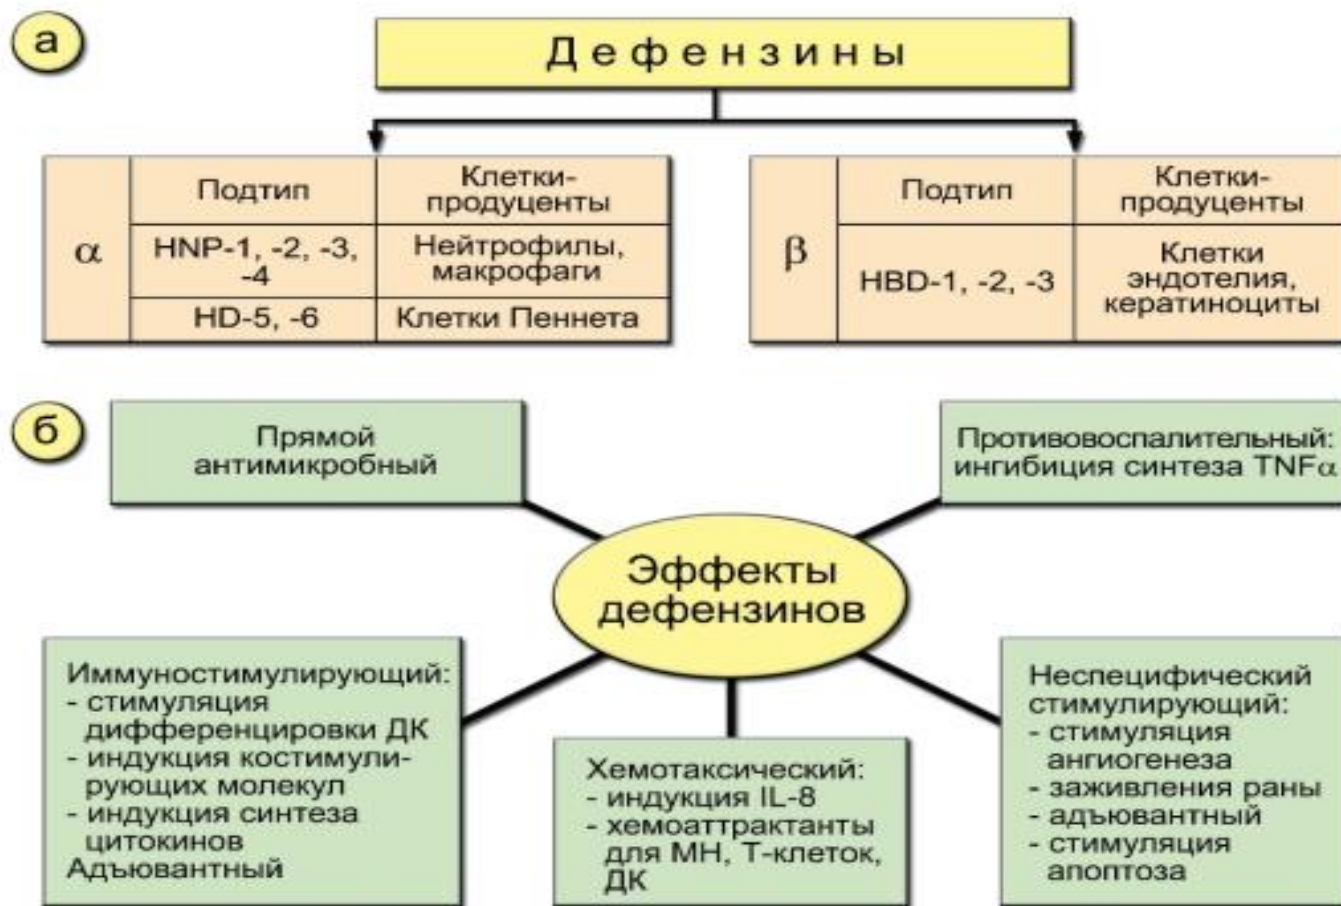 а
Дефензины
α
Подтип
Клетки-
продуценты
HNP-1, -2, -3,
-4
Нейтрофилы,
макрофаги
HD-5, -6
Клетки Пеннета
β
Подтип
Клетки-
продуценты
HBD-1, -2, -3
Клетки
эндотелия,
кератиноциты
б
Прямой
антимикробный
Противовоспалительный:
ингибиция синтеза TNFα
Эффекты
дефензинов
Иммуностимулирующий:
- стимуляция
дифференцировки ДК
- индукция костимули-
рующих молекул
- индукция синтеза
цитокинов
Адъювантный
Хемотаксический:
- индукция IL-8
- хемоаттрактанты
для МН, Т-клеток,
ДК
Неспецифический
стимулирующий:
- стимуляция
ангиогенеза
- заживления раны
- адъювантный
- стимуляция
апоптоза